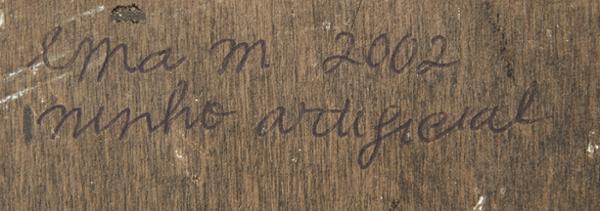 ema m 2002
ninho artificial